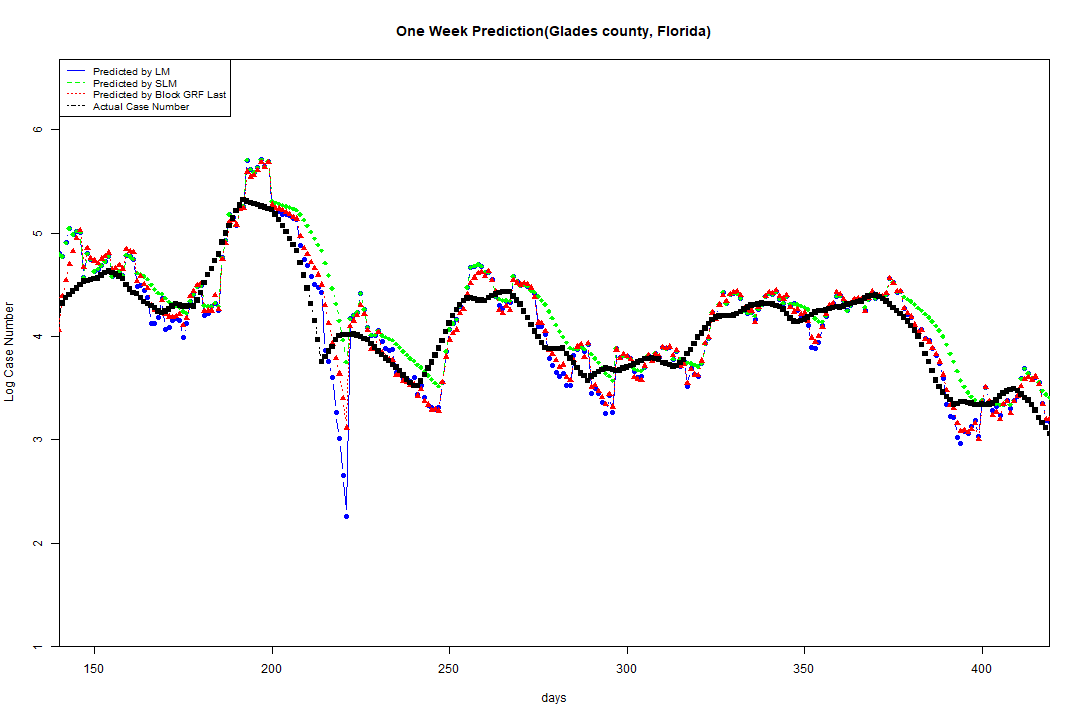 One Week Prediction(Glades county, Florida)
Predicted by LM
Predicted by SLM
Predicted by Block GRF Last
Actual Case Number
6
5
4
3
2
1
Log Case Number
150 200 250 300 350 400
days